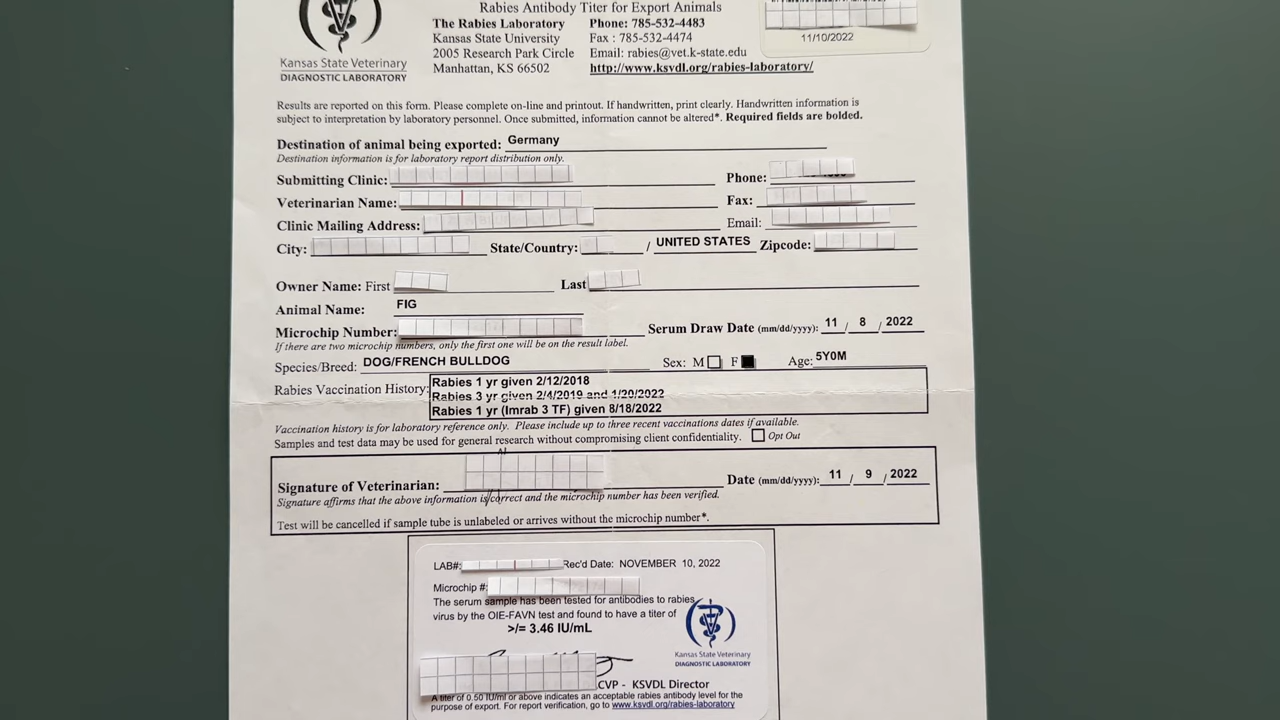 Rabies Antibody Titer for Export Animals
The Rabies Laboratory Phone: 785-532-4483
Kansas State University Fax : 785-532-4474
2005 Research Park Circle Email: rabies@vet.k-state.edu
Manhattan, KS 66502 http://www.ksvdl.org/rabies-laboratory/
Kansas State Veterinary
DIAGNOSTIC LABORATORY
11/10/2022
Results are reported on this form. Please complete on-line and printout. If handwritten, print clearly. Handwritten information is
subject to interpretation by laboratory personnel. Once submitted, information cannot be altered*. Required fields are bolded.
Destination of animal being exported: Germany
Destination information is for laboratory report distribution only.
Submitting Clinic: Phone:
Veterinarian Name: Fax:
Clinic Mailing Address: Email:
City: State/Country: / UNITED STATES Zipcode:
Owner Name: First Last
Animal Name: FIG
Microchip Number: Serum Draw Date (mm/dd/yyyy): 11 / 8 / 2022
If there are two microchip numbers, only the first one will be on the result label.
Species/Breed: DOG/FRENCH BULLDOG Sex: M F Age: 5Y0M
Rabies Vaccination History: Rabies 1 yr given 2/12/2018
Rabies 3 yr given 2/4/2019 and 1/20/2022
Rabies 1 yr (Imrab 3 TF) given 8/18/2022
Vaccination history is for laboratory reference only. Please include up to three recent vaccinations dates if available.
Samples and test data may be used for general research without compromising client confidentiality. Opt Out
Signature of Veterinarian: Date (mm/dd/yyyy): 11 / 9 / 2022
Signature affirms that the above information is correct and the microchip number has been verified.
Test will be cancelled if sample tube is unlabeled or arrives without the microchip number*.
LAB#: Rec'd Date: NOVEMBER 10, 2022
Microchip #:
The serum sample has been tested for antibodies to rabies
virus by the OIE-FAVN test and found to have a titer of
>/= 3.46 IU/mL
Kansas State Veterinary
DIAGNOSTIC LABORATORY
CVP - KSVDL Director
A titer of 0.50 IU/ml or above indicates an acceptable rabies antibody level for the
purpose of export. For report verification, go to www.ksvdl.org/rabies-laboratory